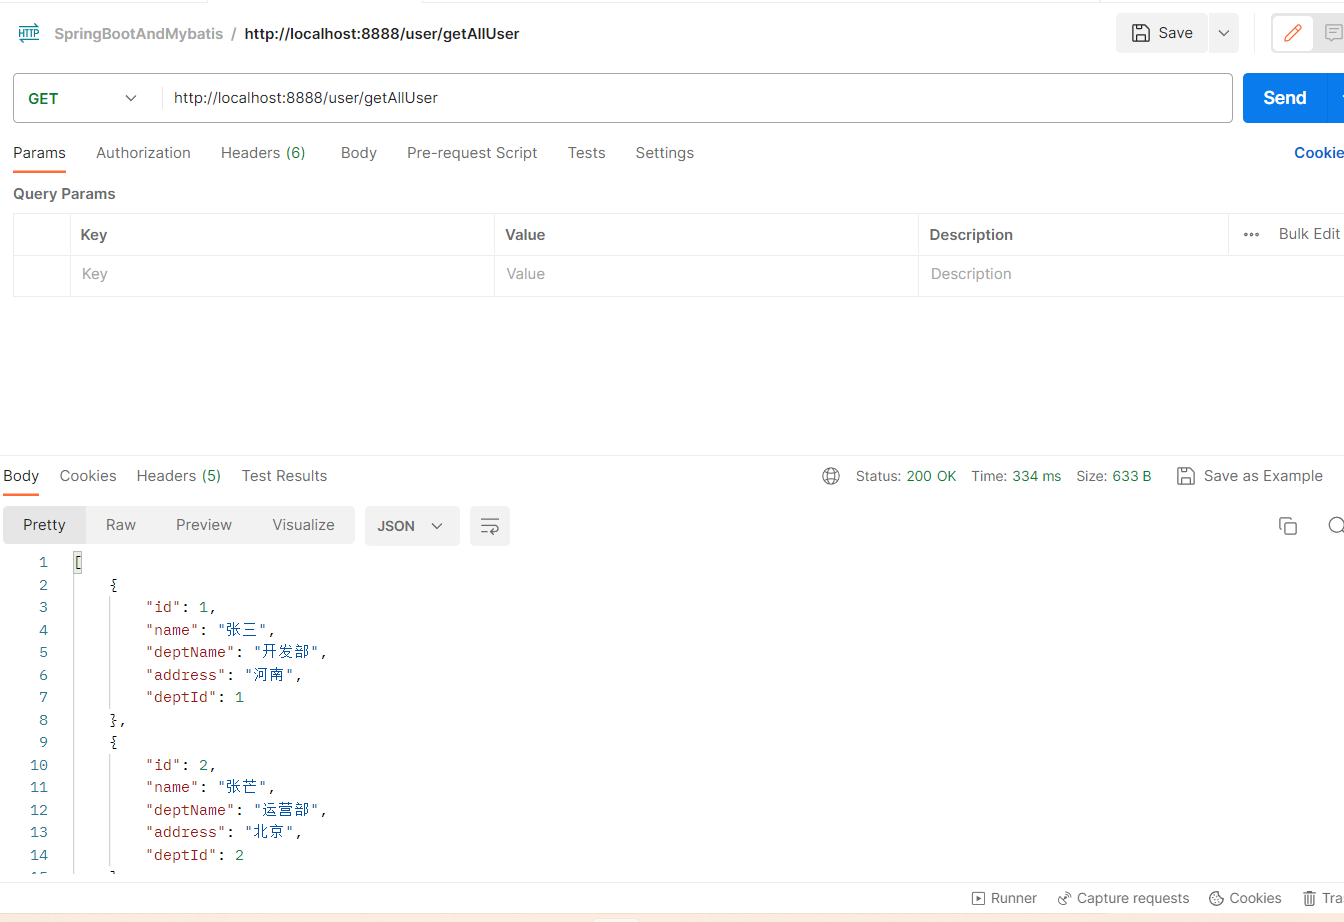 HTTP SpringBootAndMybatis / http://localhost:8888/user/getAllUser Save
GET http://localhost:8888/user/getAllUser Send
Params Authorization Headers (6) Body Pre-request Script Tests Settings Cookie
Query Params
Key Value Description ••• Bulk Edit
Key Value Description
Body Cookies Headers (5) Test Results Status: 200 OK Time: 334 ms Size: 633 B Save as Example
Pretty Raw Preview Visualize JSON
1 [
2 {
3 "id": 1,
4 "name": "张三",
5 "deptName": "开发部",
6 "address": "河南",
7 "deptId": 1
8 },
9 {
10 "id": 2,
11 "name": "张芒",
12 "deptName": "运营部",
13 "address": "北京",
14 "deptId": 2
Runner Capture requests Cookies Tra